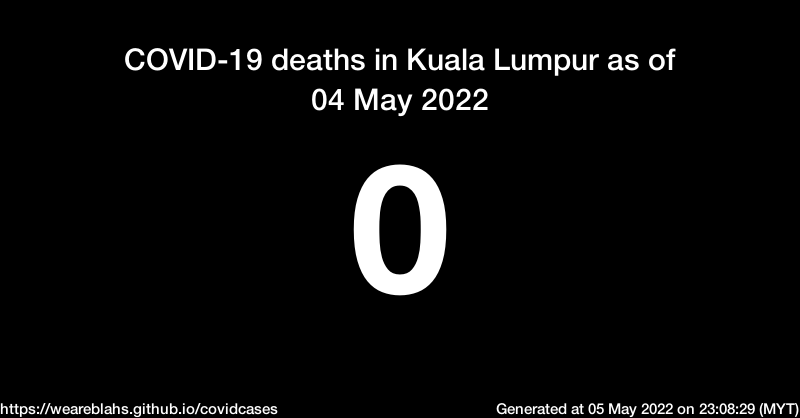 COVID-19 deaths in Kuala Lumpur as of
04 May 2022
0
https://weareblahs.github.io/covidcases
Generated at 05 May 2022 on 23:08:29 (MYT)